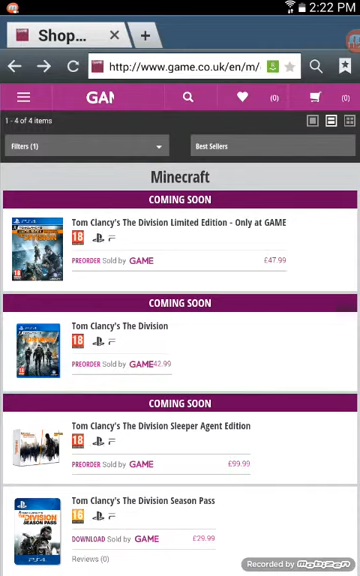 2:22 PM
Shop...
http://www.game.co.uk/en/m/
GAM
(0)
(0)
1 - 4 of 4 items
Filters (1)
Best Sellers
Minecraft
COMING SOON
Tom Clancy's The Division Limited Edition - Only at GAME
18
PREORDER Sold by GAME
£47.99
COMING SOON
Tom Clancy's The Division
18
PREORDER Sold by GAME 42.99
COMING SOON
Tom Clancy's The Division Sleeper Agent Edition
18
PREORDER Sold by GAME
£99.99
Tom Clancy's The Division Season Pass
16
DOWNLOAD Sold by GAME
£29.99
Reviews (0)
Recorded by Mobizen